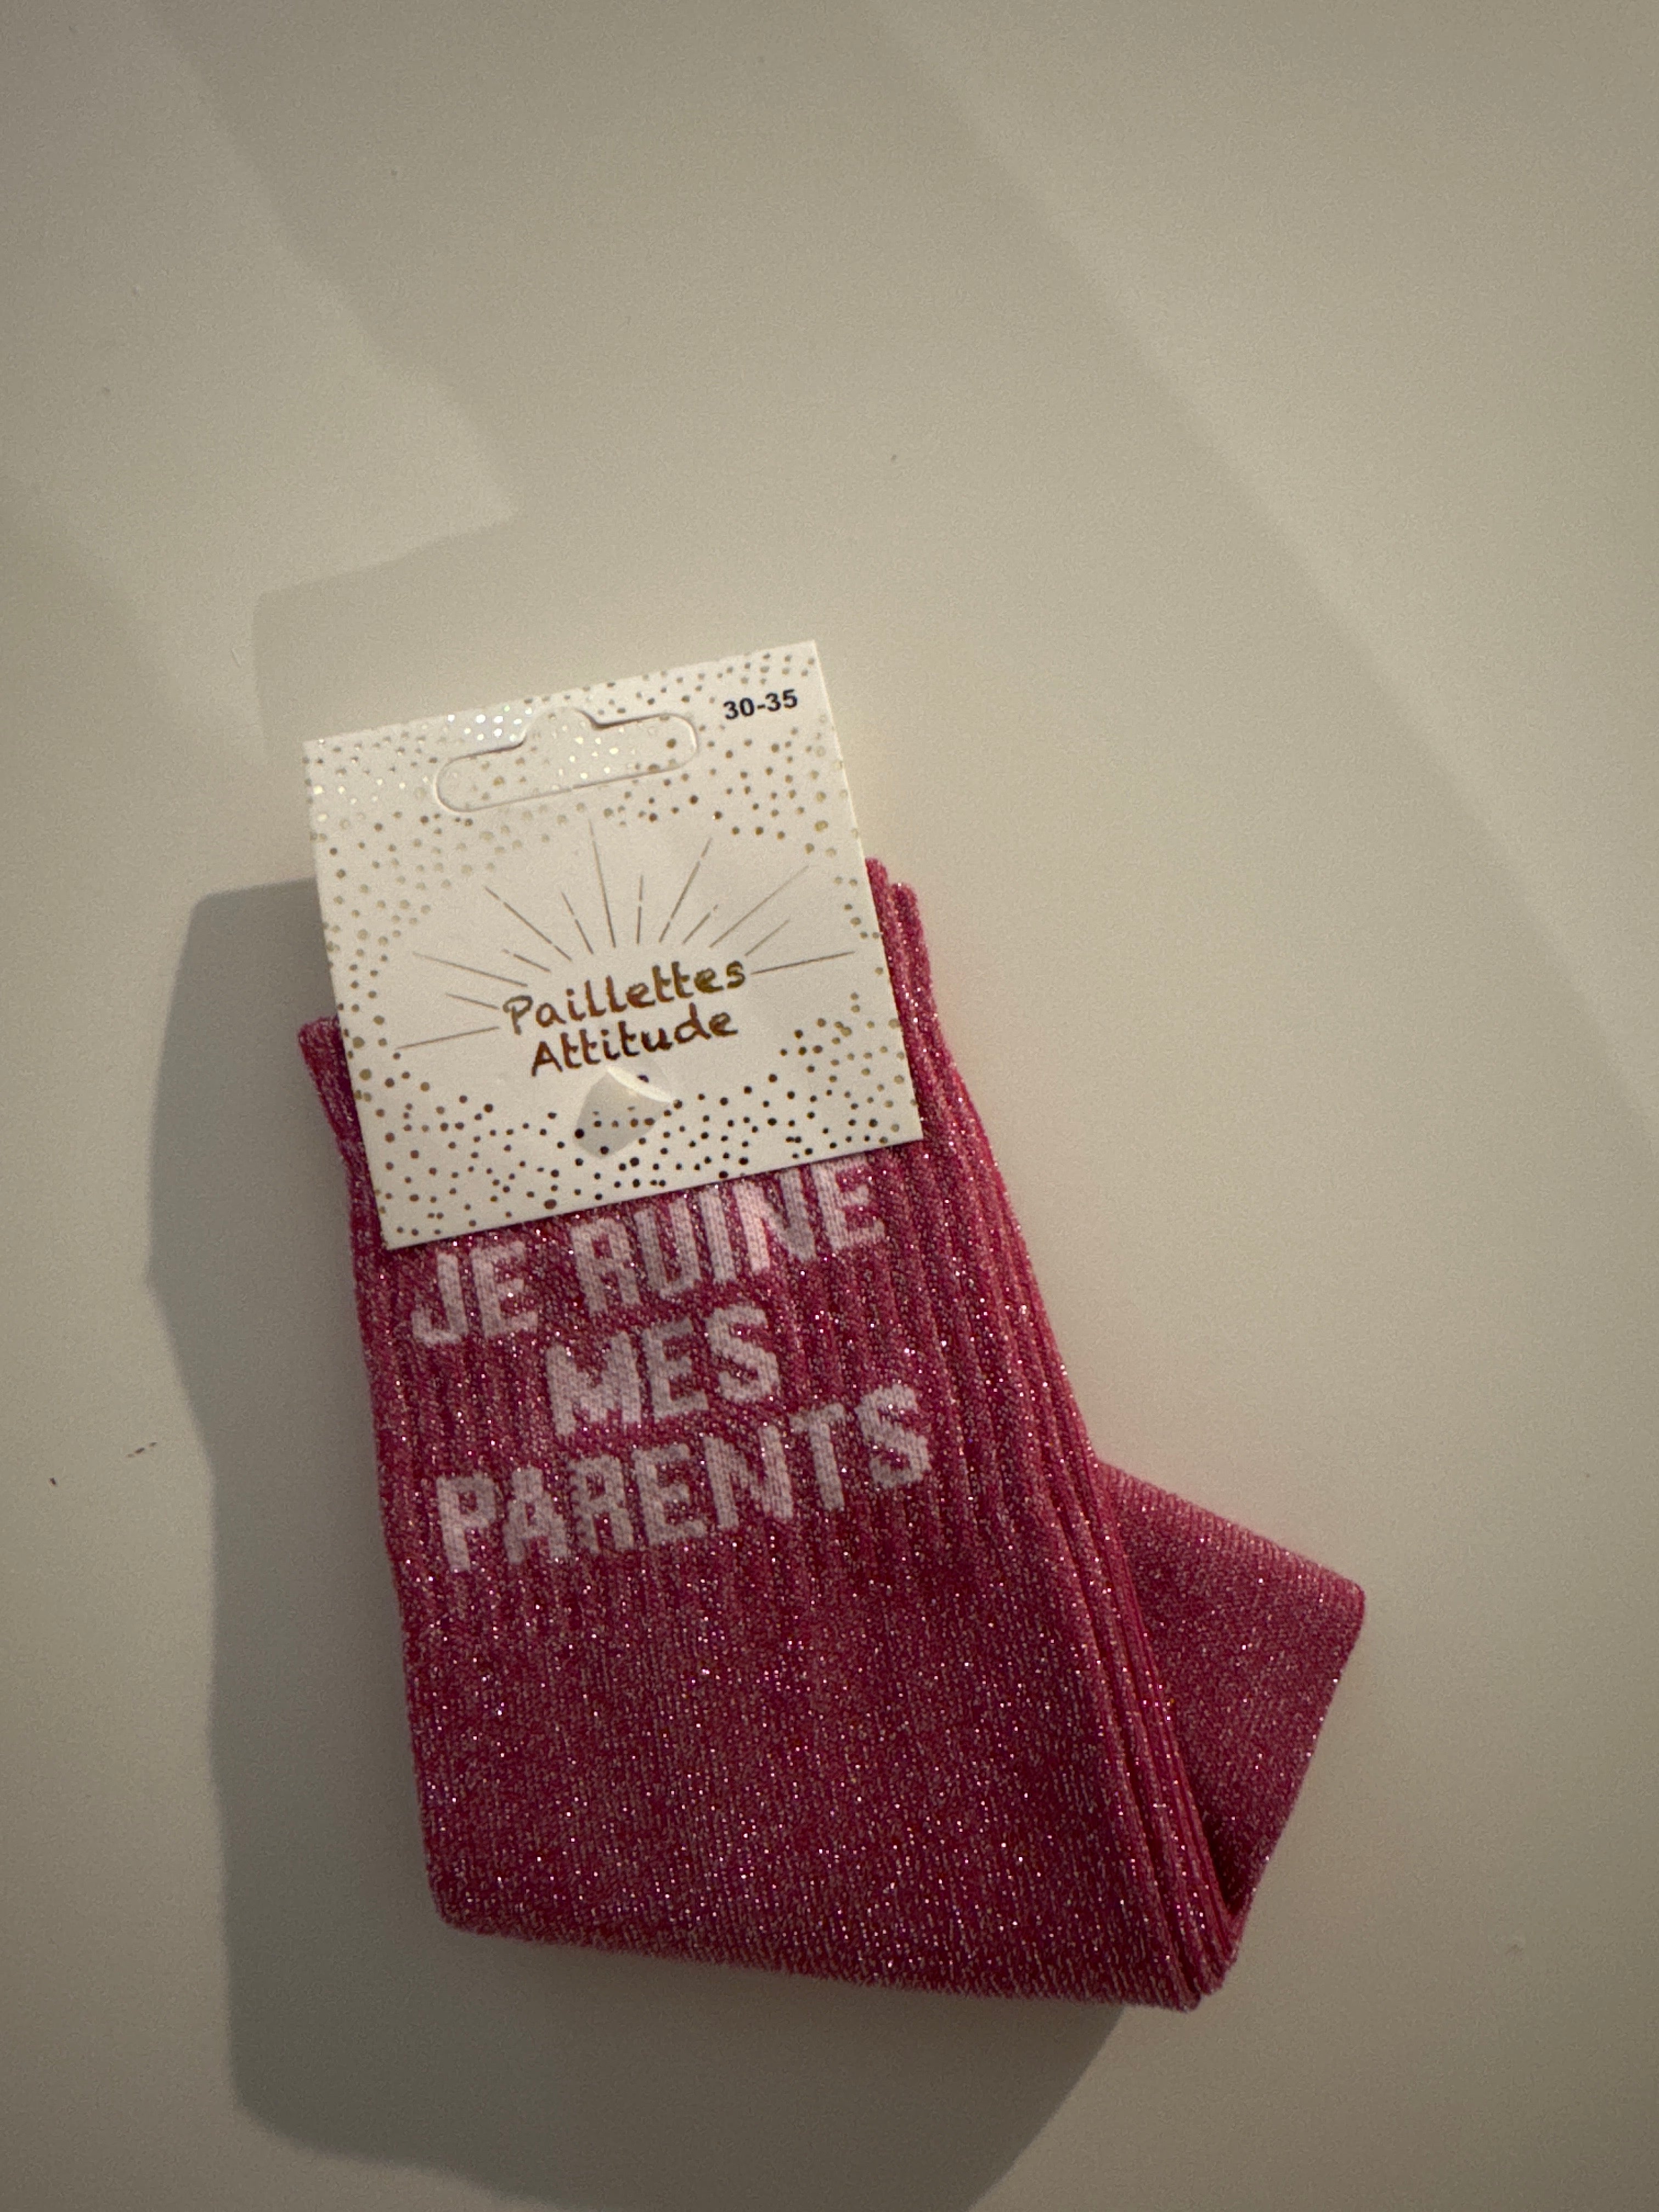 30-35
Paillettes
Attitude
JE RUINE
MES
PARENTS